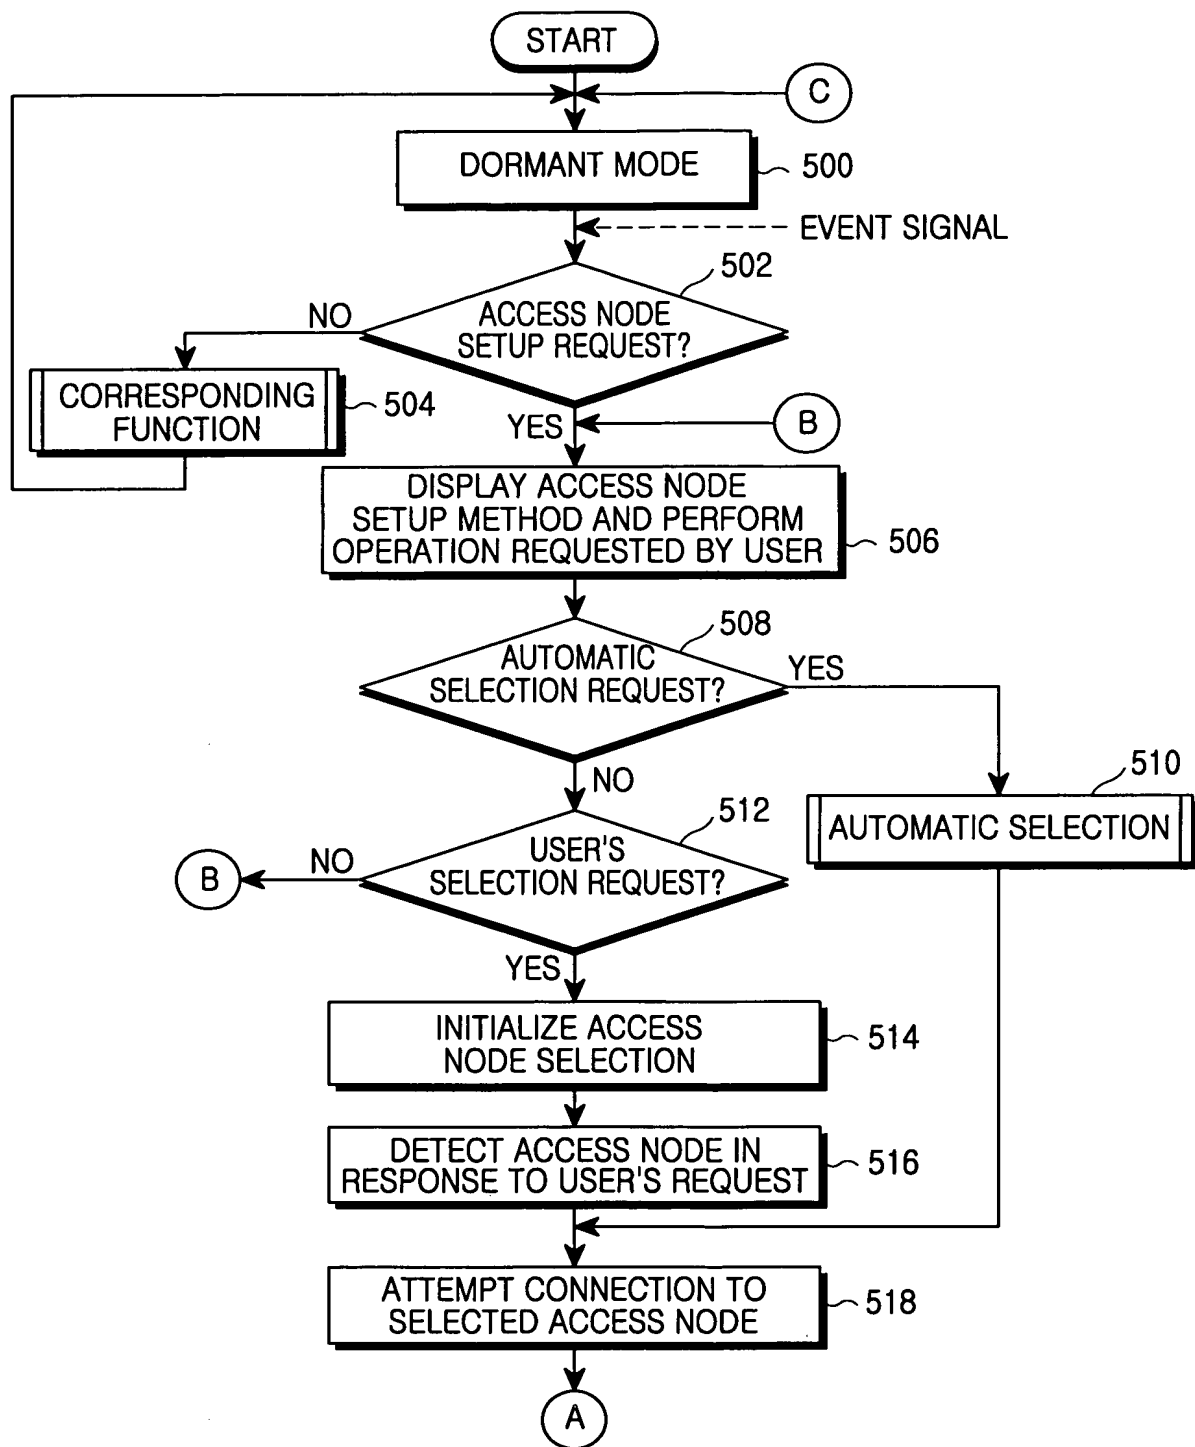 START
C
DORMANT MODE
500
EVENT SIGNAL
502
ACCESS NODE
SETUP REQUEST?
NO
CORRESPONDING
FUNCTION
504
YES
B
DISPLAY ACCESS NODE
SETUP METHOD AND PERFORM
OPERATION REQUESTED BY USER
506
508
AUTOMATIC
SELECTION REQUEST?
YES
NO
510
AUTOMATIC SELECTION
512
USER'S
SELECTION REQUEST?
NO
B
YES
INITIALIZE ACCESS
NODE SELECTION
514
DETECT ACCESS NODE IN
RESPONSE TO USER'S REQUEST
516
ATTEMPT CONNECTION TO
SELECTED ACCESS NODE
518
A